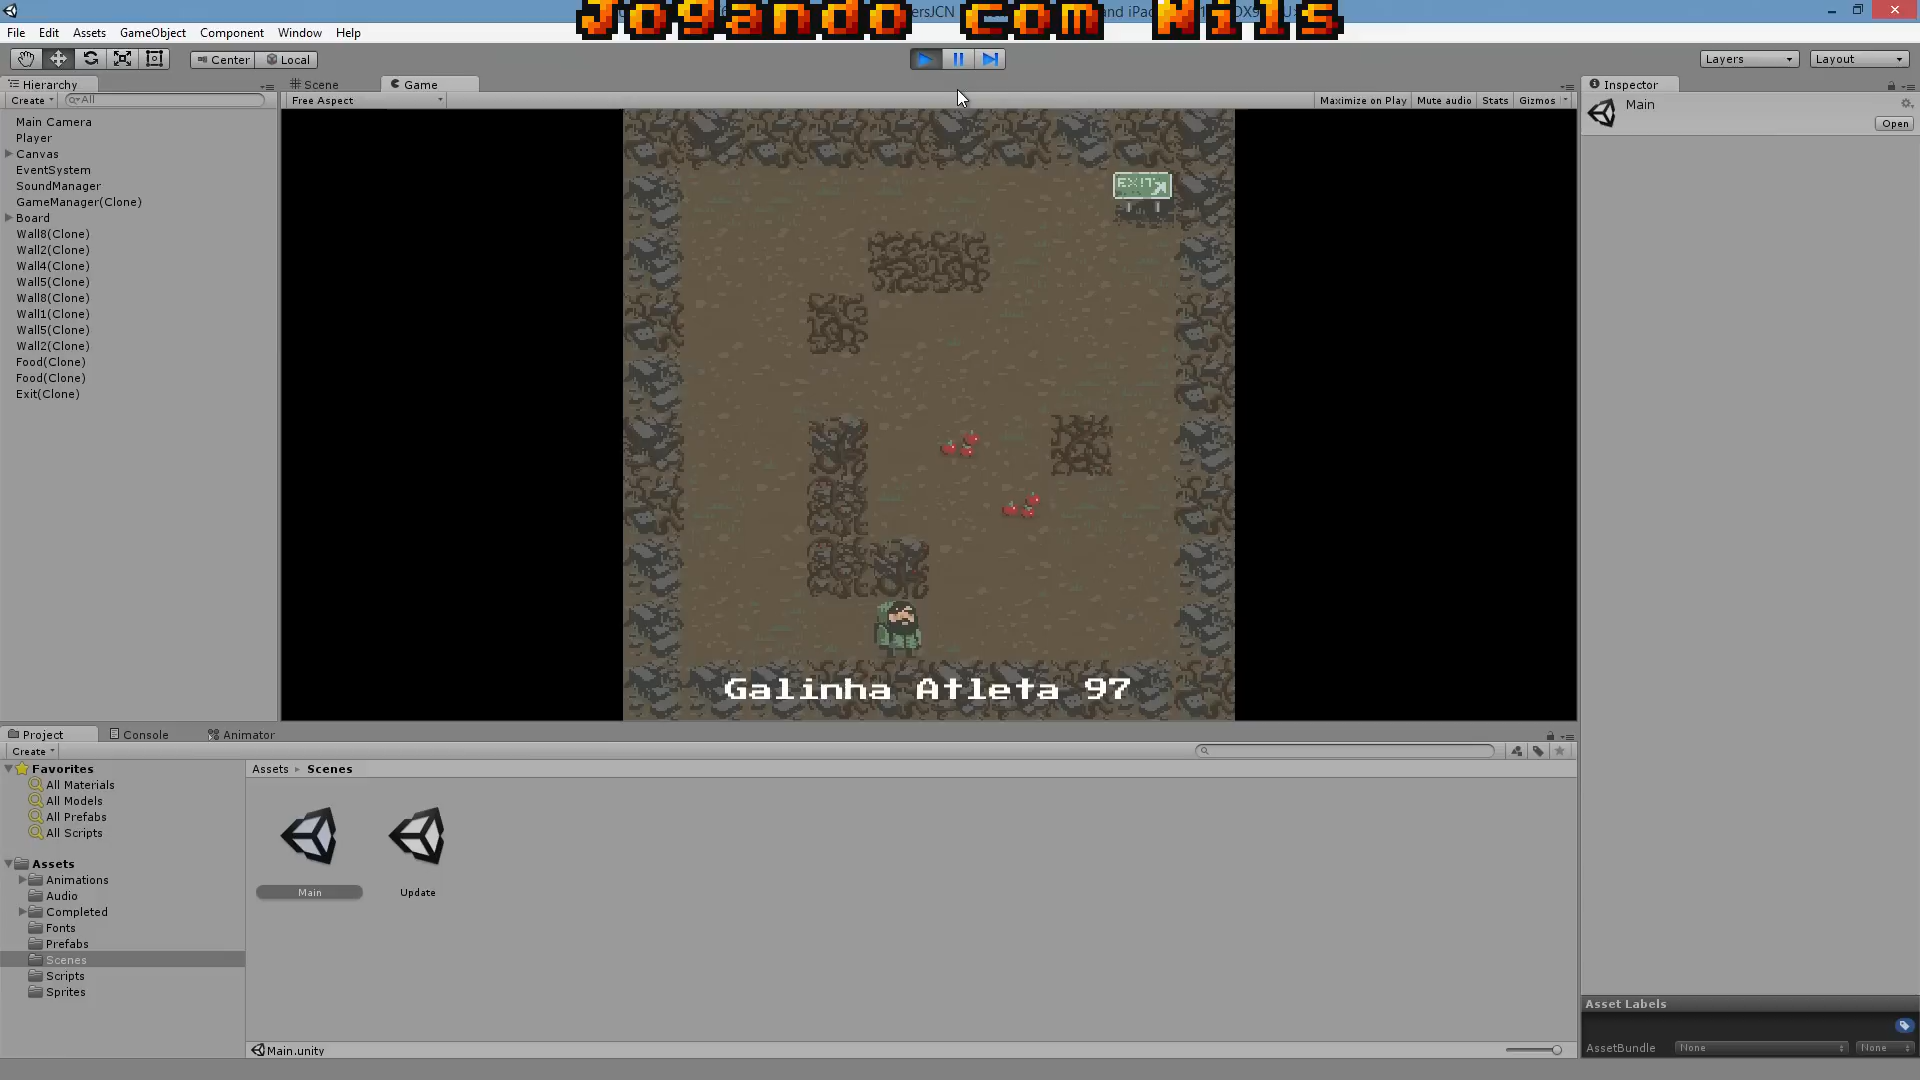 Jogando com Nils
ersJCN
and iPac
File Edit Assets GameObject Component Window Help
Center Local
Layers Layout
Hierarchy Scene Game Inspector
Create All Free Aspect Maximize on Play Mute audio Stats Gizmos
Main
Open
Main Camera
Player
Canvas
EventSystem
SoundManager
GameManager(Clone)
Board
Wall8(Clone)
Wall2(Clone)
Wall4(Clone)
Wall5(Clone)
Wall8(Clone)
Wall1(Clone)
Wall5(Clone)
Wall2(Clone)
Food(Clone)
Food(Clone)
Exit(Clone)
EXIT
Galinha Atleta 97
Project Console Animator
Create
Favorites
All Materials
All Models
All Prefabs
All Scripts
Assets
Animations
Audio
Completed
Fonts
Prefabs
Scenes
Scripts
Sprites
Assets Scenes
Main Update
Main.unity
Asset Labels
AssetBundle None None